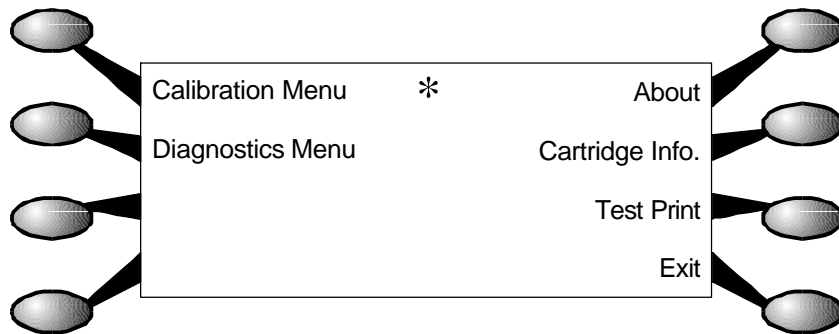 Calibration Menu * About
Diagnostics Menu Cartridge Info.
Test Print
Exit